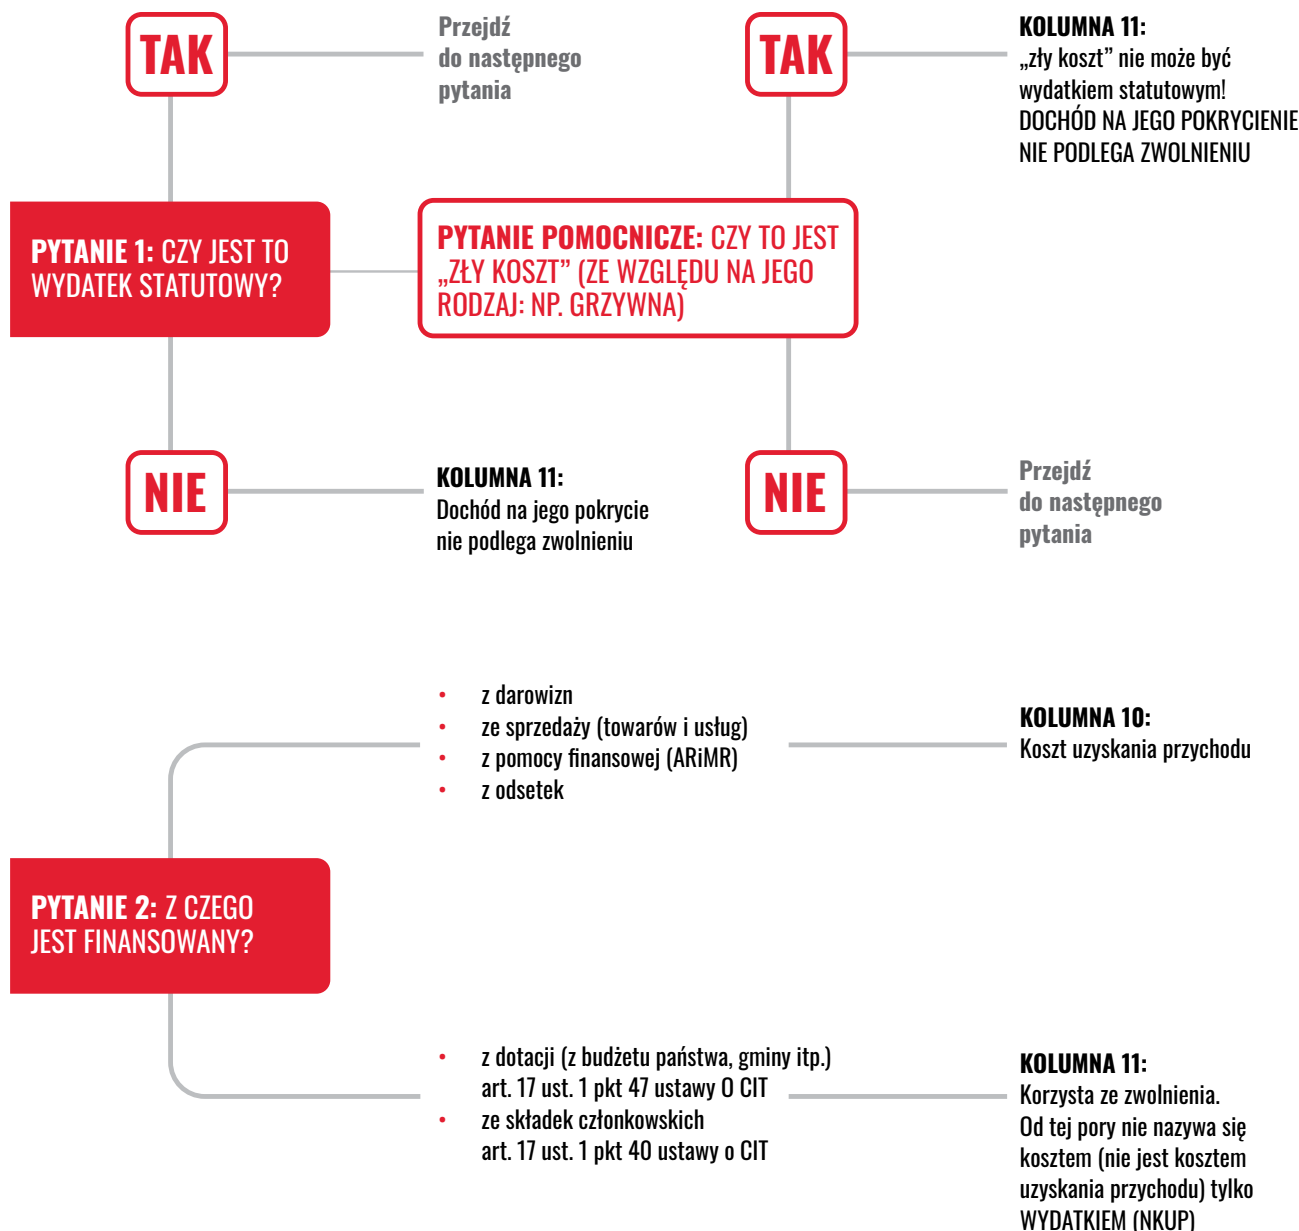 TAK
Przejdź
do następnego
pytania
TAK
KOLUMNA 11:
„zły koszt” nie może być
wydatkiem statutowym!
DOCHÓD NA JEGO POKRYCIENIE
NIE PODLEGA ZWOLNIENIU
PYTANIE 1: CZY JEST TO
WYDATEK STATUTOWY?
PYTANIE POMOCNICZE: CZY TO JEST
„ZŁY KOSZT” (ZE WZGLĘDU NA JEGO
RODZAJ: NP. GRZYWNA)
NIE
KOLUMNA 11:
Dochód na jego pokrycie
nie podlega zwolnieniu
NIE
Przejdź
do następnego
pytania
• z darowizn
• ze sprzedaży (towarów i usług)
• z pomocy finansowej (ARiMR)
• z odsetek
KOLUMNA 10:
Koszt uzyskania przychodu
PYTANIE 2: Z CZEGO
JEST FINANSOWANY?
• z dotacji (z budżetu państwa, gminy itp.)
art. 17 ust. 1 pkt 47 ustawy O CIT
• ze składek członkowskich
art. 17 ust. 1 pkt 40 ustawy o CIT
KOLUMNA 11:
Korzysta ze zwolnienia.
Od tej pory nie nazywa się
kosztem (nie jest kosztem
uzyskania przychodu) tylko
WYDATKIEM (NKUP)